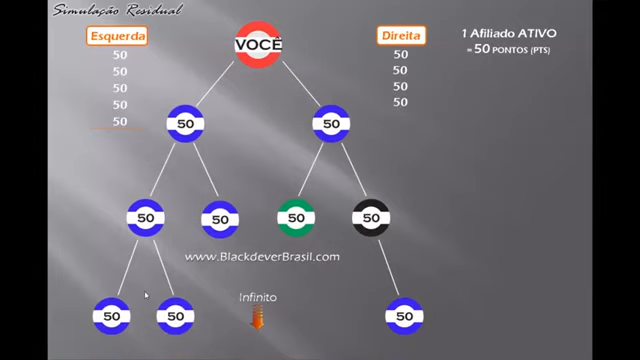 Simulação Residual
Esquerda
50
50
50
50
50
VOCÊ
Direita
50
50
50
50
1 Afiliado ATIVO
= 50 PONTOS (PTS)
50
50
50
50
50
50
www.BlackdeverBrasil.com
Infinito
50
50
50